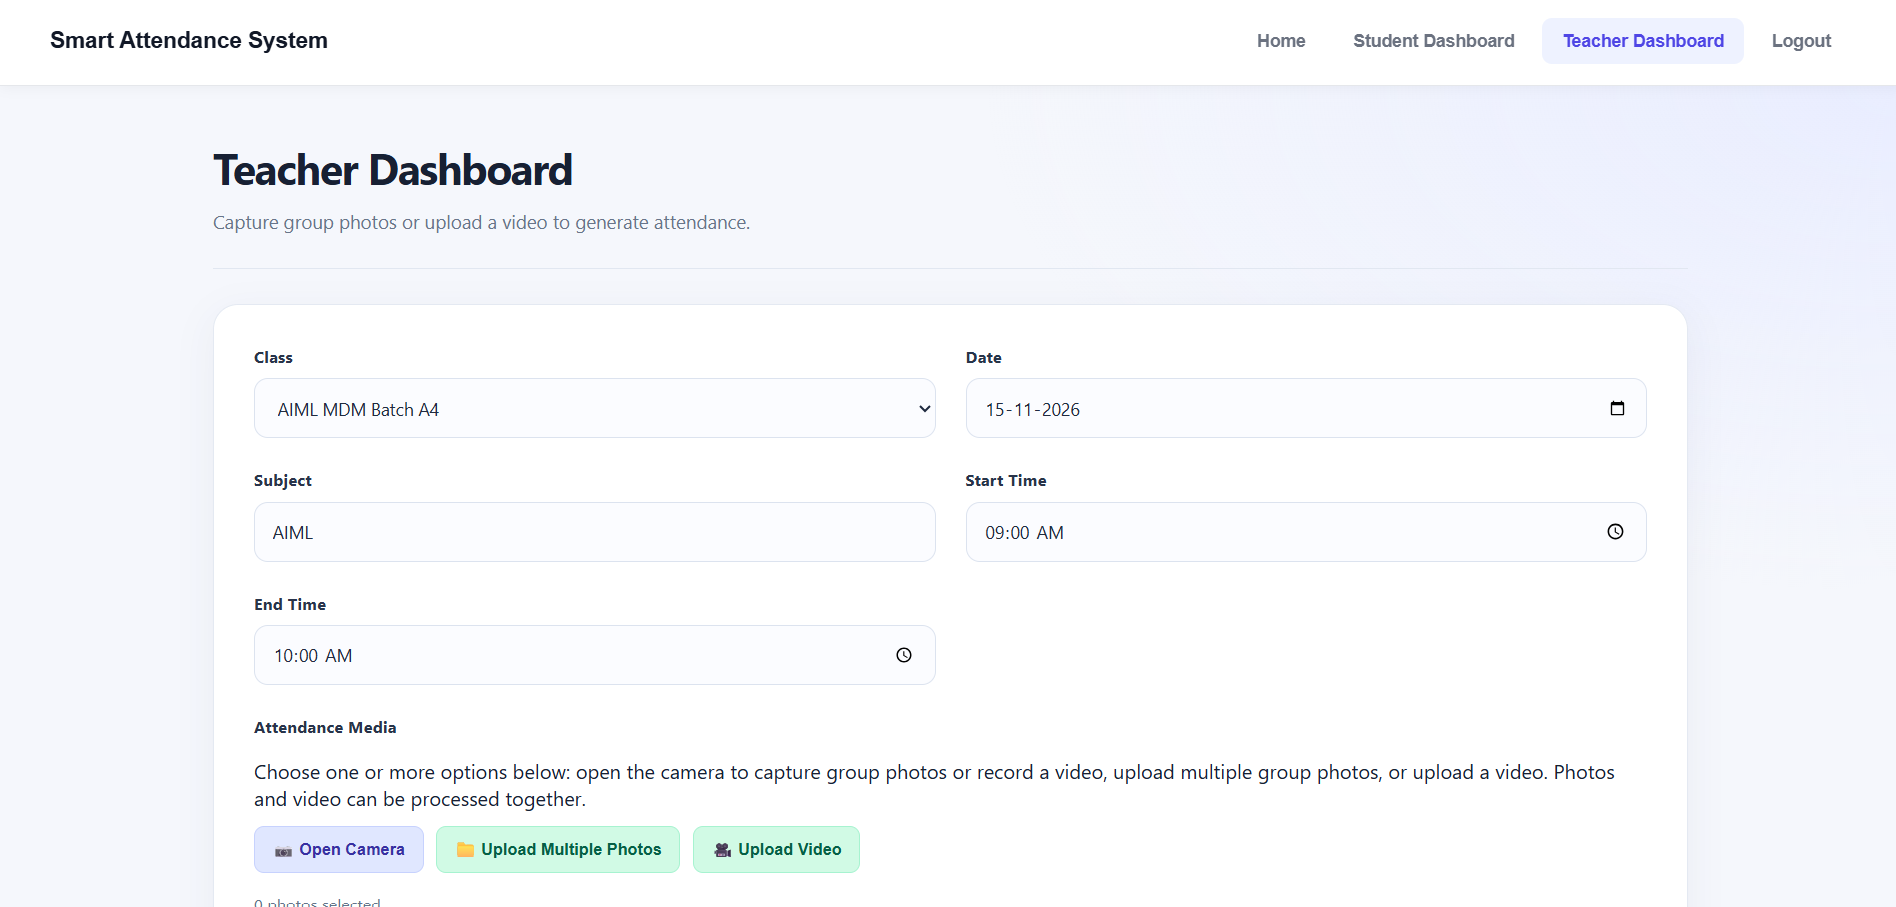 Smart Attendance System
Home
Student Dashboard
Teacher Dashboard
Logout
Teacher Dashboard
Capture group photos or upload a video to generate attendance.
Class
Date
AIML MDM Batch A4
15-11-2026
Subject
Start Time
AIML
09:00 AM
End Time
10:00 AM
Attendance Media
Choose one or more options below: open the camera to capture group photos or record a video, upload multiple group photos, or upload a video. Photos
and video can be processed together.
Open Camera
Upload Multiple Photos
Upload Video
0 photos selected